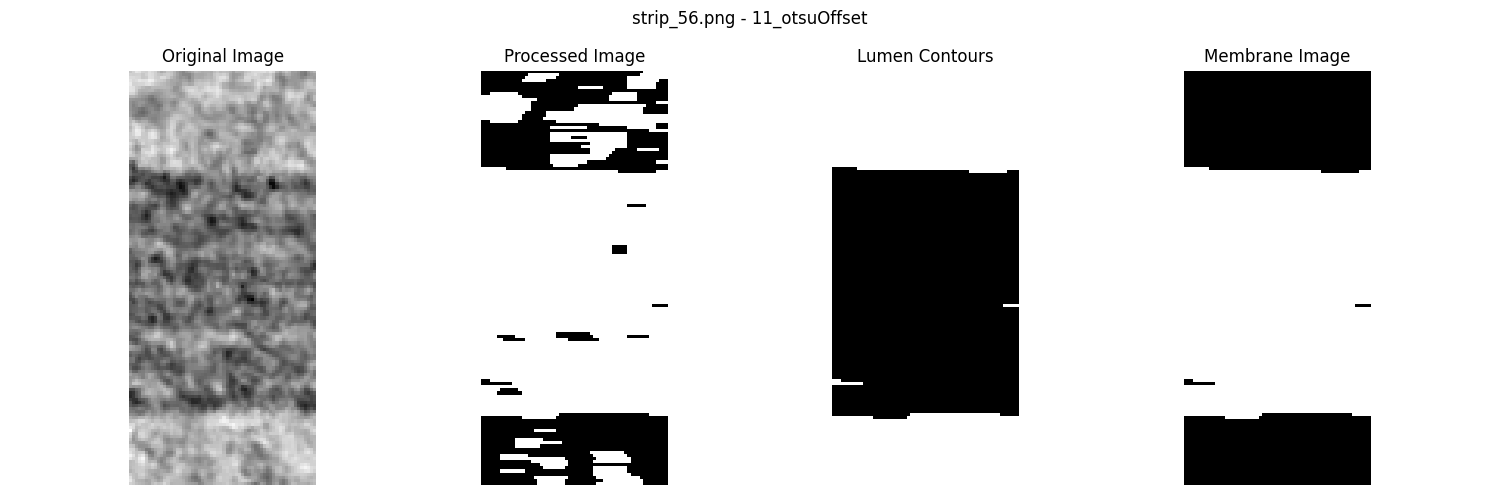 strip_56.png - 11_otsuOffset
Original Image
Processed Image
Lumen Contours
Membrane Image